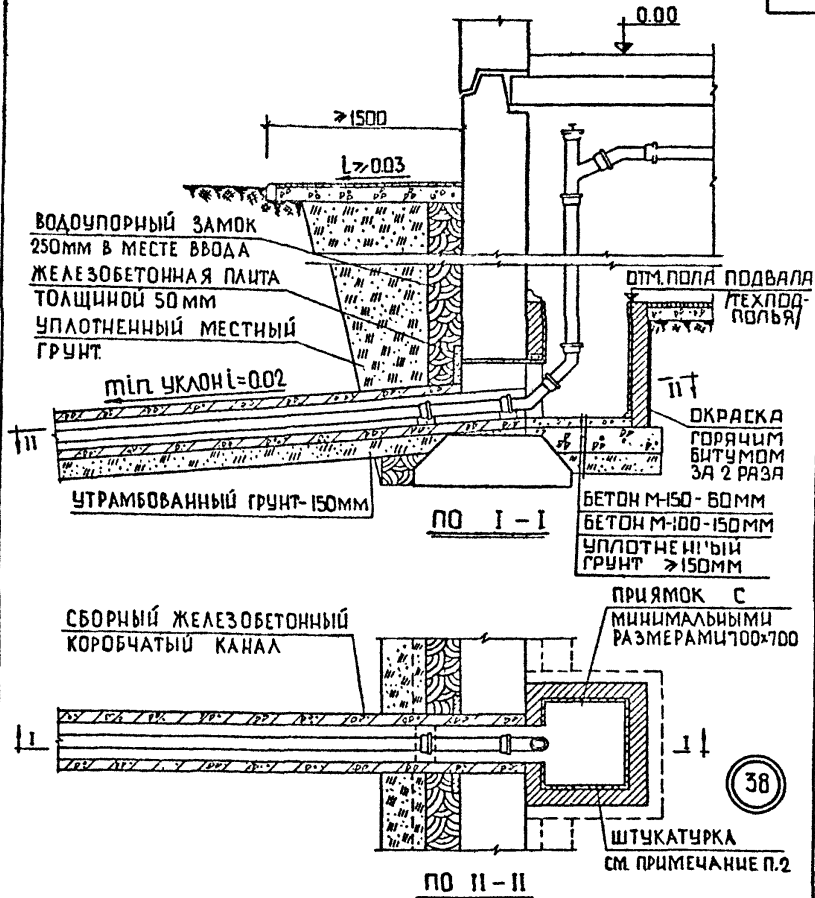 0.00
⩾1500
i⩾0.03
ВОДОУПОРНЫЙ ЗАМОК
250ММ В МЕСТЕ ВВОДА
ЖЕЛЕЗОБЕТОННАЯ ПЛИТА
ТОЛЩИНОЙ 50 ММ
УПЛОТНЕННЫЙ МЕСТНЫЙ
ГРУНТ.
min УКЛОН i=0.02
ОТМ. ПОЛА ПОДВАЛА
/ТЕХПОД-
ПОЛЬЯ/
II
II
ОКРАСКА
ГОРЯЧИМ
БИТУМОМ
ЗА 2 РАЗА
УТРАМБОВАННЫЙ ГРУНТ-150ММ
ПО I-I
БЕТОН М-150-60ММ
БЕТОН М-100-150ММ
УПЛОТНЕННЫЙ
ГРУНТ ⩾150ММ
СБОРНЫЙ ЖЕЛЕЗОБЕТОННЫЙ
КОРОБЧАТЫЙ КАНАЛ
ПРИЯМОК С
МИНИМАЛЬНЫМИ
РАЗМЕРАМИ 700×700
I
I
38
ШТУКАТУРКА
СМ. ПРИМЕЧАНИЕ П.2
ПО II-II